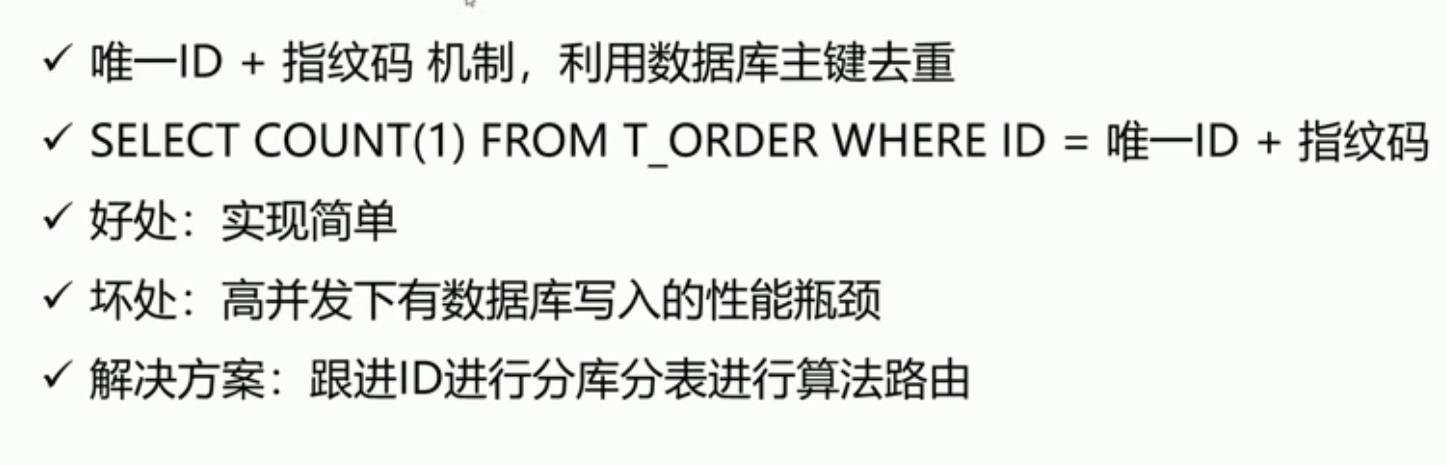 ✓ 唯一ID + 指纹码 机制，利用数据库主键去重
✓ SELECT COUNT(1) FROM T_ORDER WHERE ID = 唯一ID + 指纹码
✓ 好处：实现简单
✓ 坏处：高并发下有数据库写入的性能瓶颈
✓ 解决方案：跟进ID进行分库分表进行算法路由